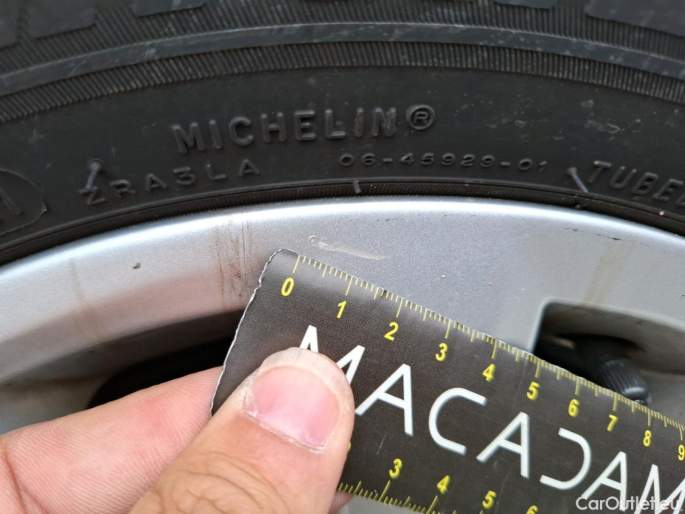 MICHELIN®
ZRA3LA 06-45929-01 TUBEL
0 1 2 3 4 5 6 7 8 9
MACADAM
3 4 5 6
CarOutlet.eu